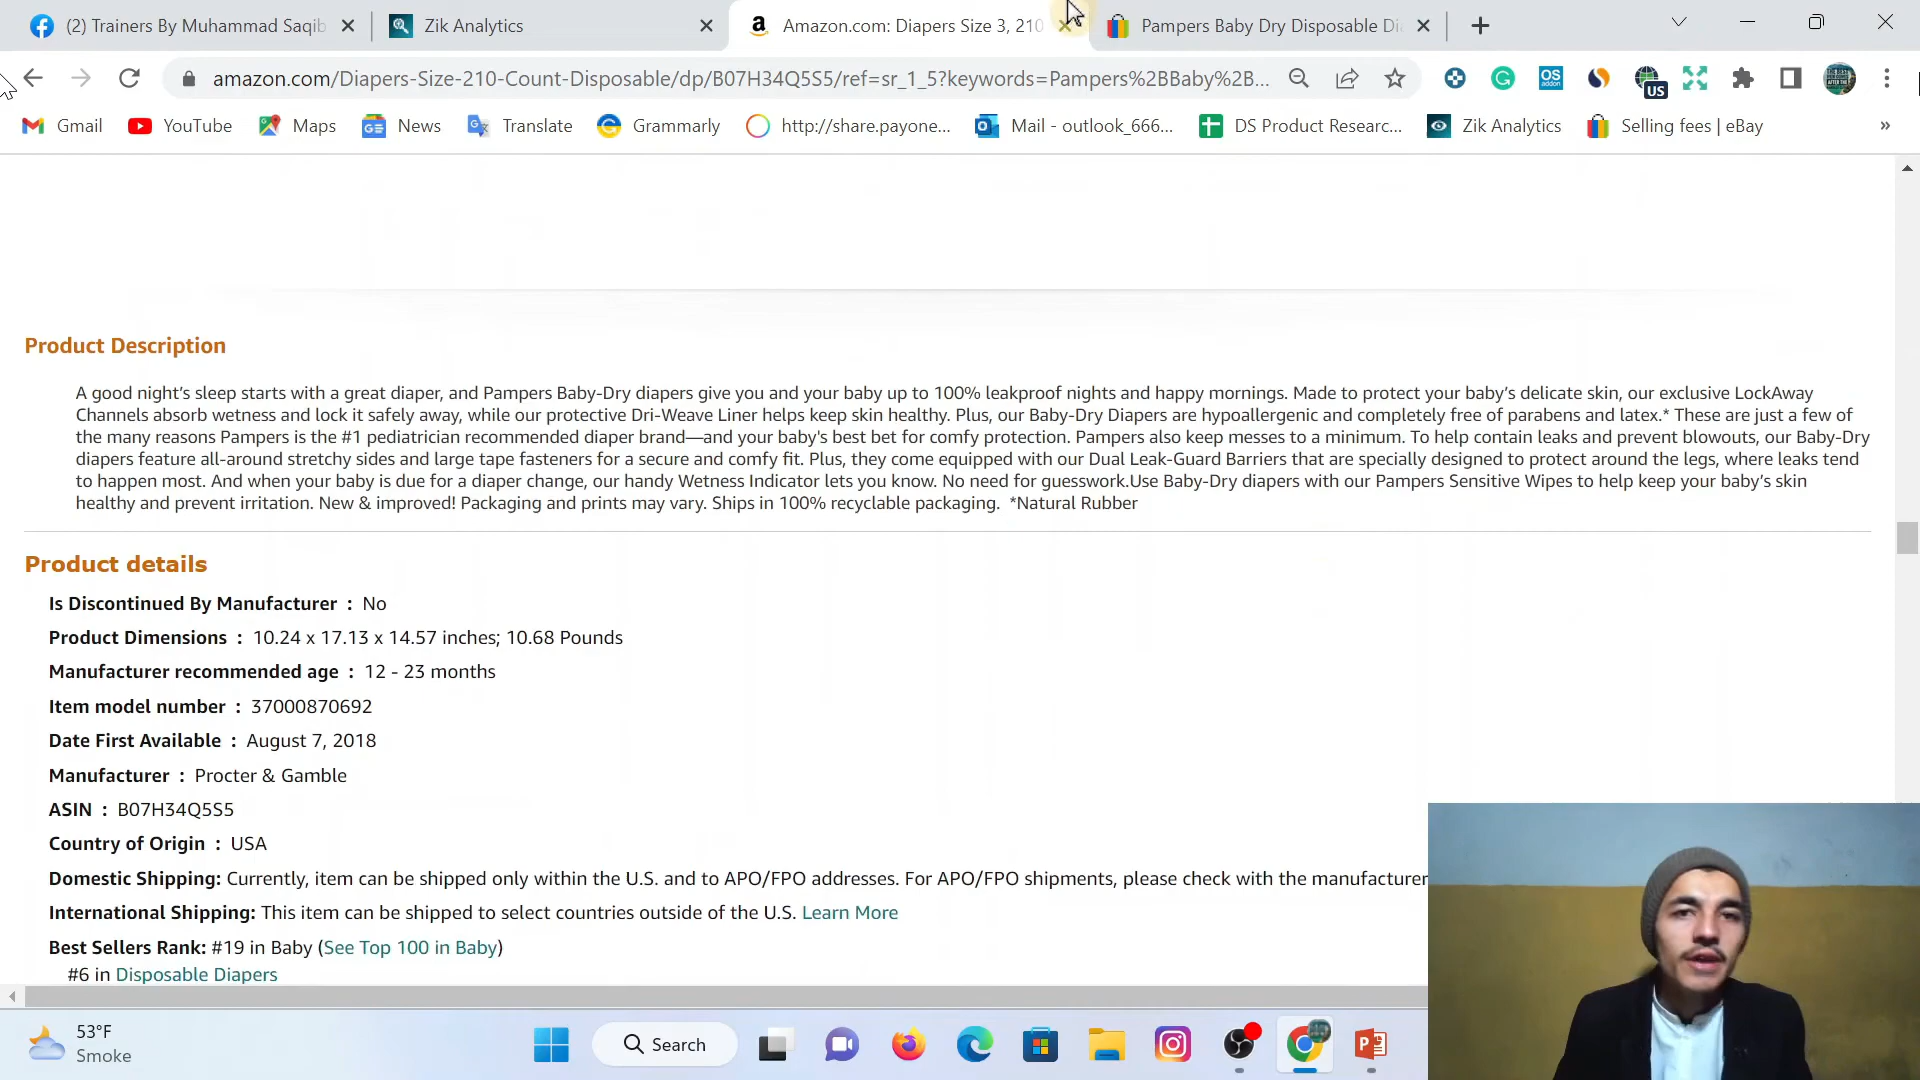 (2) Trainers By Muhammad Saqib
Zik Analytics
Amazon.com: Diapers Size 3, 210
Pampers Baby Dry Disposable Di
amazon.com/Diapers-Size-210-Count-Disposable/dp/B07H34Q5S5/ref=sr_1_5?keywords=Pampers%2BBaby%2B...
OS
addon
US
Gmail
YouTube
Maps
News
Translate
Grammarly
http://share.payone...
Mail - outlook_666...
DS Product Researc...
Zik Analytics
Selling fees | eBay
»
Product Description
A good night's sleep starts with a great diaper, and Pampers Baby-Dry diapers give you and your baby up to 100% leakproof nights and happy mornings. Made to protect your baby's delicate skin, our exclusive LockAway
Channels absorb wetness and lock it safely away, while our protective Dri-Weave Liner helps keep skin healthy. Plus, our Baby-Dry Diapers are hypoallergenic and completely free of parabens and latex.* These are just a few of
the many reasons Pampers is the #1 pediatrician recommended diaper brand—and your baby's best bet for comfy protection. Pampers also keep messes to a minimum. To help contain leaks and prevent blowouts, our Baby-Dry
diapers feature all-around stretchy sides and large tape fasteners for a secure and comfy fit. Plus, they come equipped with our Dual Leak-Guard Barriers that are specially designed to protect around the legs, where leaks tend
to happen most. And when your baby is due for a diaper change, our handy Wetness Indicator lets you know. No need for guesswork.Use Baby-Dry diapers with our Pampers Sensitive Wipes to help keep your baby's skin
healthy and prevent irritation. New & improved! Packaging and prints may vary. Ships in 100% recyclable packaging. *Natural Rubber
Product details
Is Discontinued By Manufacturer : No
Product Dimensions : 10.24 x 17.13 x 14.57 inches; 10.68 Pounds
Manufacturer recommended age : 12 - 23 months
Item model number : 37000870692
Date First Available : August 7, 2018
Manufacturer : Procter & Gamble
ASIN : B07H34Q5S5
Country of Origin : USA
Domestic Shipping: Currently, item can be shipped only within the U.S. and to APO/FPO addresses. For APO/FPO shipments, please check with the manufacturer
International Shipping: This item can be shipped to select countries outside of the U.S. Learn More
Best Sellers Rank: #19 in Baby (See Top 100 in Baby)
#6 in Disposable Diapers
53°F
Smoke
Search